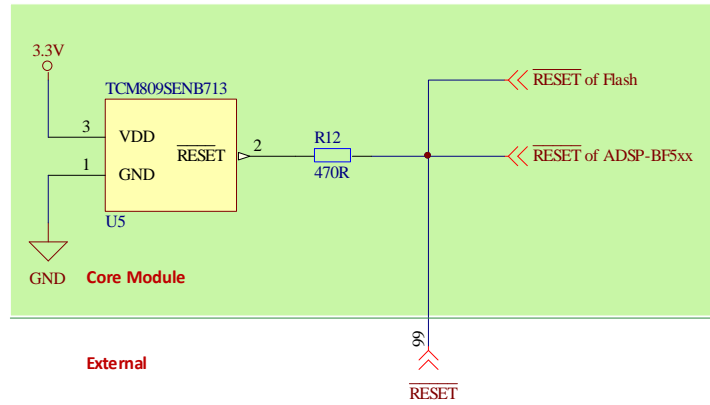 3.3V
TCM809SENB713
3
VDD
RESET
2
1
GND
U5
GND
R12
470R
RESET of Flash
RESET of ADSP-BF5xx
Core Module
99
External
RESET